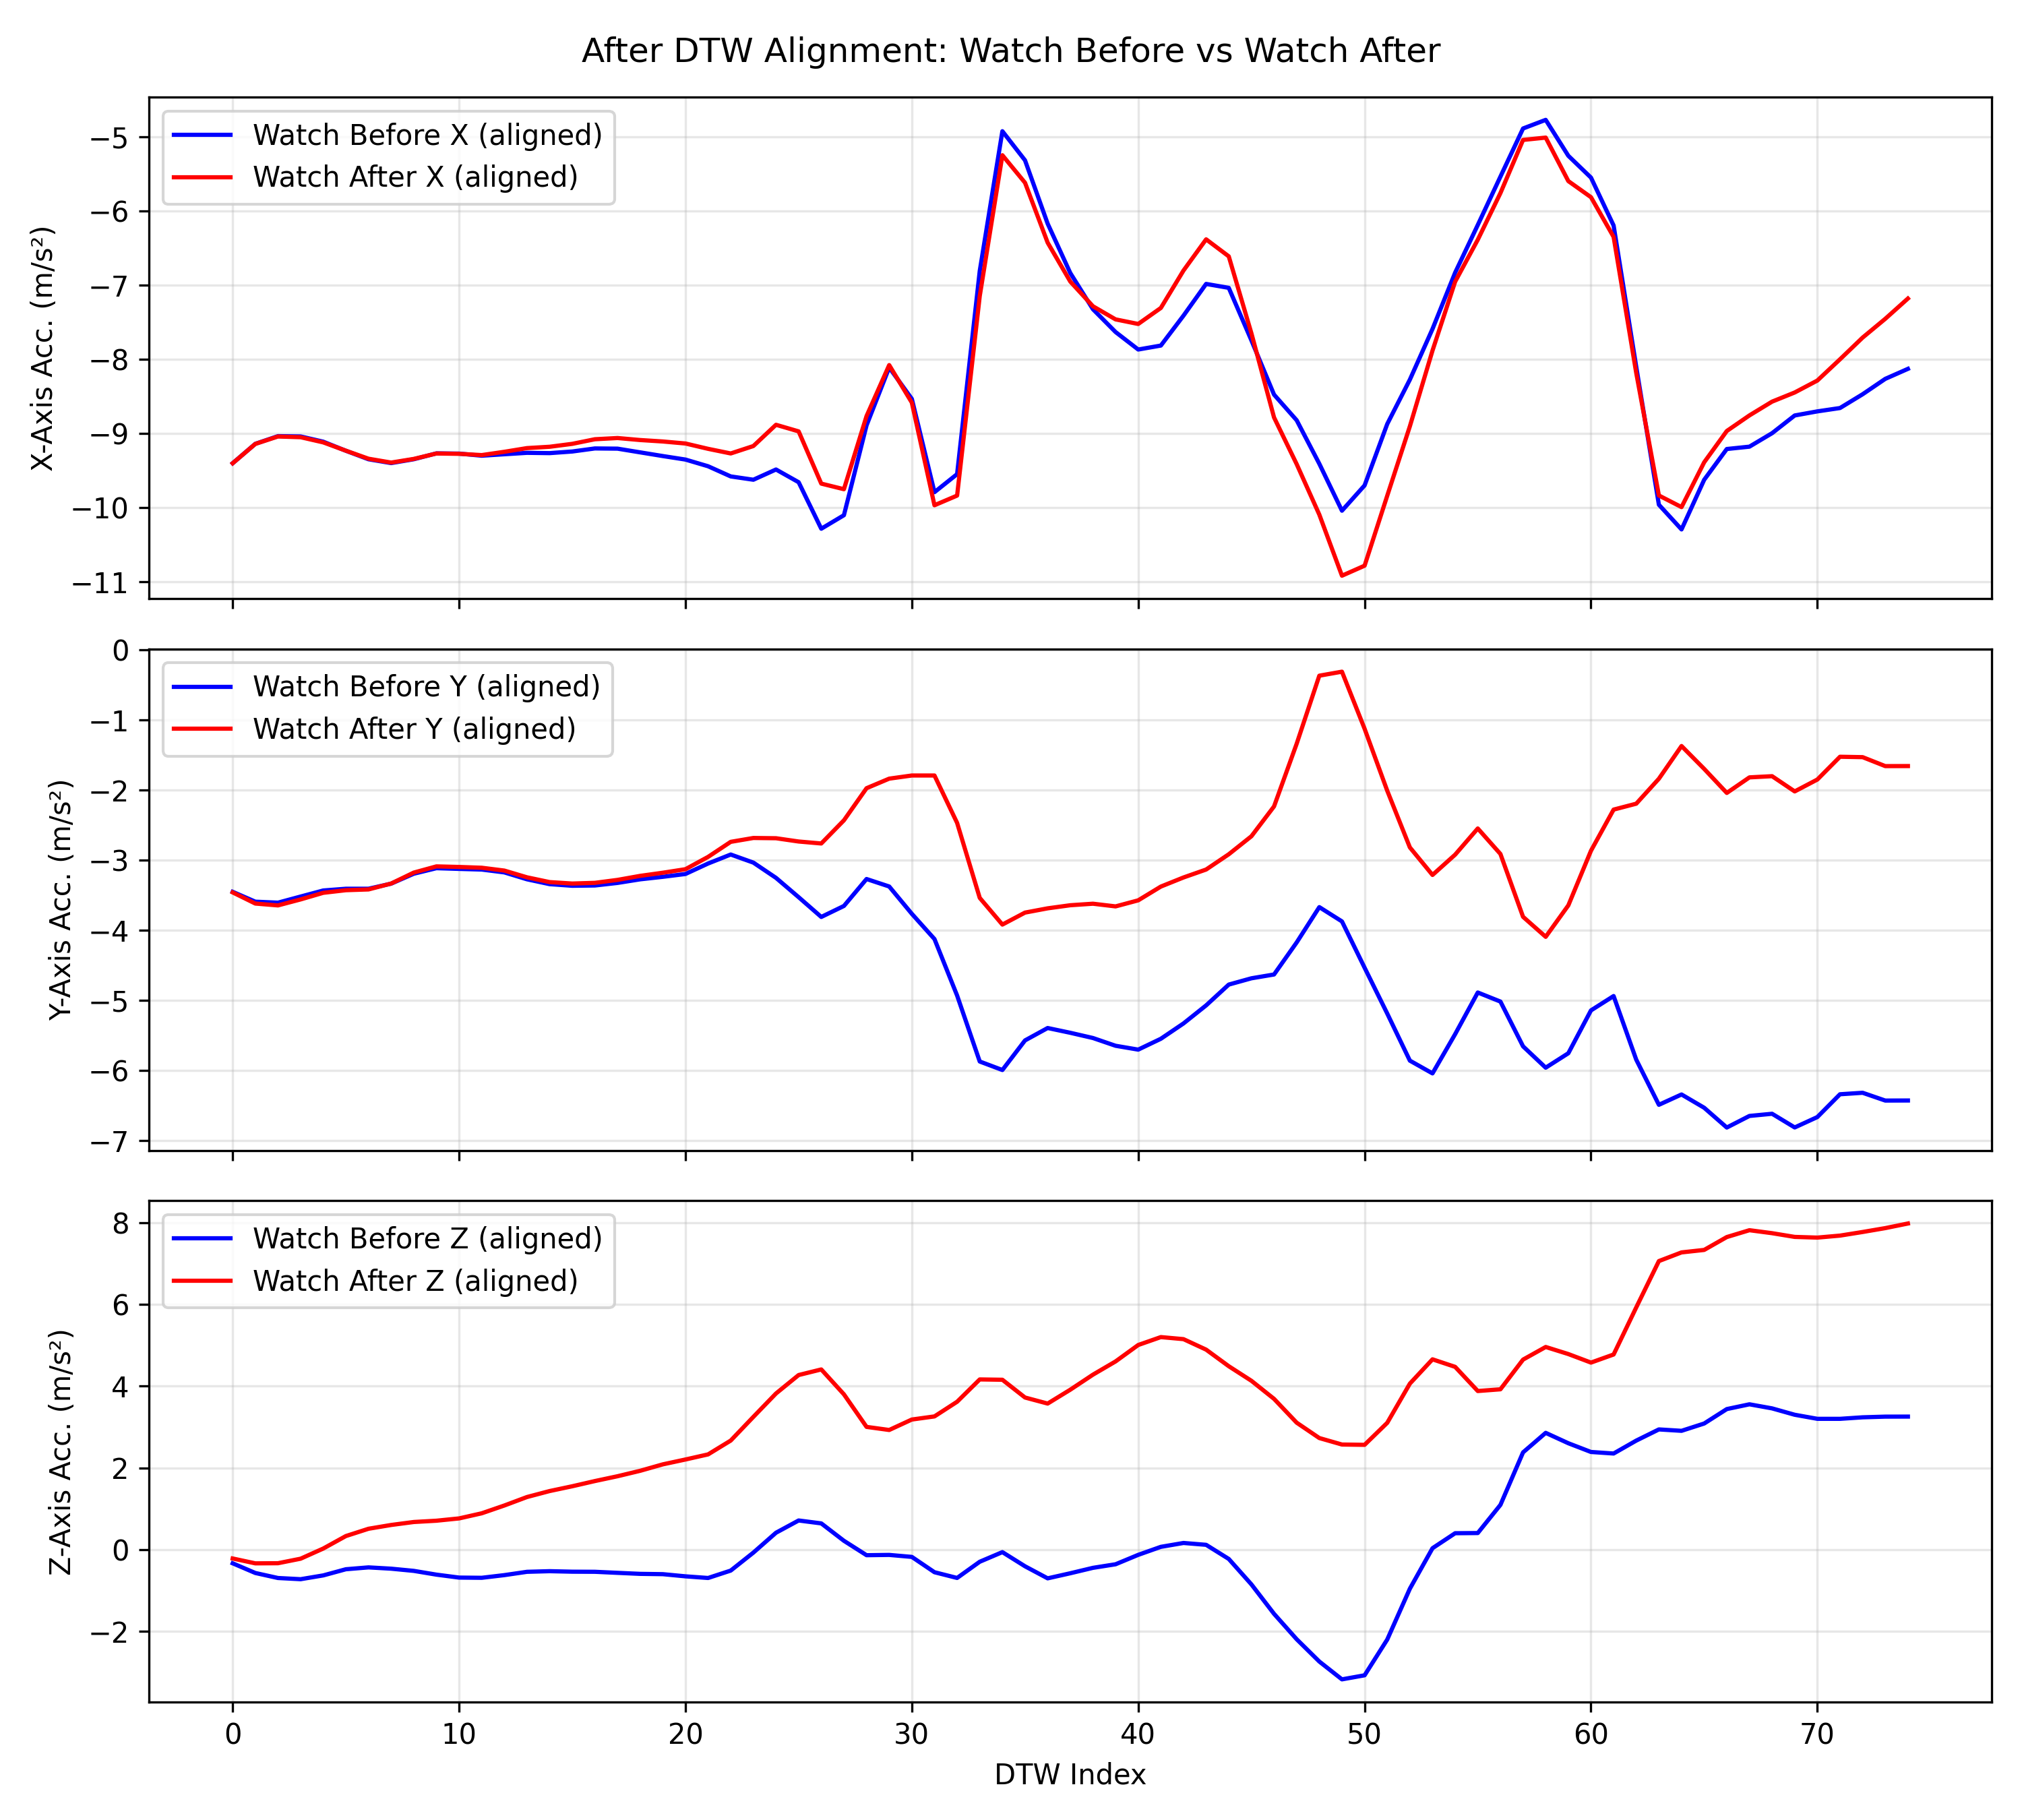 After DTW Alignment: Watch Before vs Watch After
Watch Before X (aligned)
Watch After X (aligned)
X-Axis Acc. (m/s²)
−5
−6
−7
−8
−9
−10
−11
Watch Before Y (aligned)
Watch After Y (aligned)
Y-Axis Acc. (m/s²)
0
−1
−2
−3
−4
−5
−6
−7
Watch Before Z (aligned)
Watch After Z (aligned)
Z-Axis Acc. (m/s²)
8
6
4
2
0
−2
0 10 20 30 40 50 60 70
DTW Index